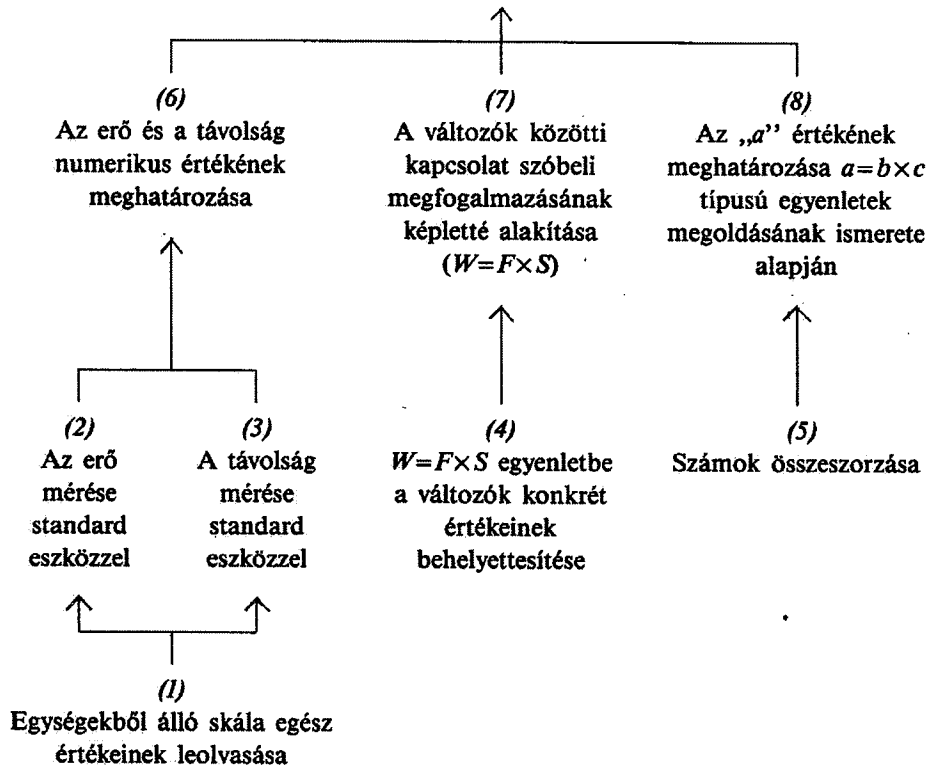 (6)
Az erő és a távolság
numerikus értékének
meghatározása
(7)
A változók közötti
kapcsolat szóbeli
megfogalmazásának
képletté alakítása
(W=F×S)
(8)
Az „a” értékének
meghatározása a=b×c
típusú egyenletek
megoldásának ismerete
alapján
(2)
Az erő
mérése
standard
eszközzel
(3)
A távolság
mérése
standard
eszközzel
(4)
W=F×S egyenletbe
a változók konkrét
értékeinek
behelyettesítése
(5)
Számok összeszorzása
(1)
Egységekből álló skála egész
értékeinek leolvasása